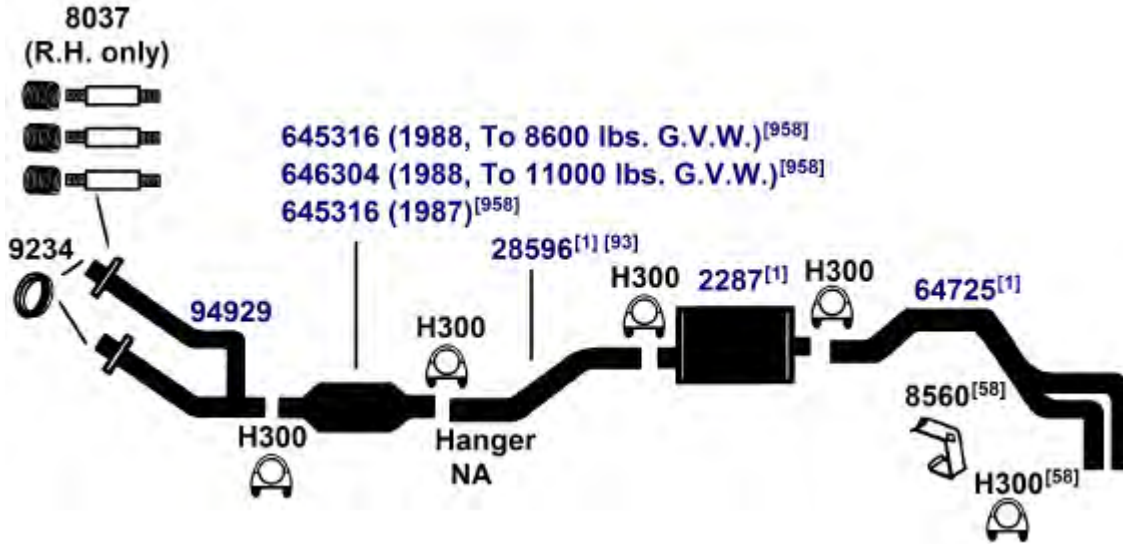 8037
(R.H. only)
645316 (1988, To 8600 lbs. G.V.W.)[958]
646304 (1988, To 11000 lbs. G.V.W.)[958]
645316 (1987)[958]
9234
28596[1] [93]
H300
2287[1]
H300
64725[1]
94929
H300
8560[58]
H300
Hanger
NA
H300[58]